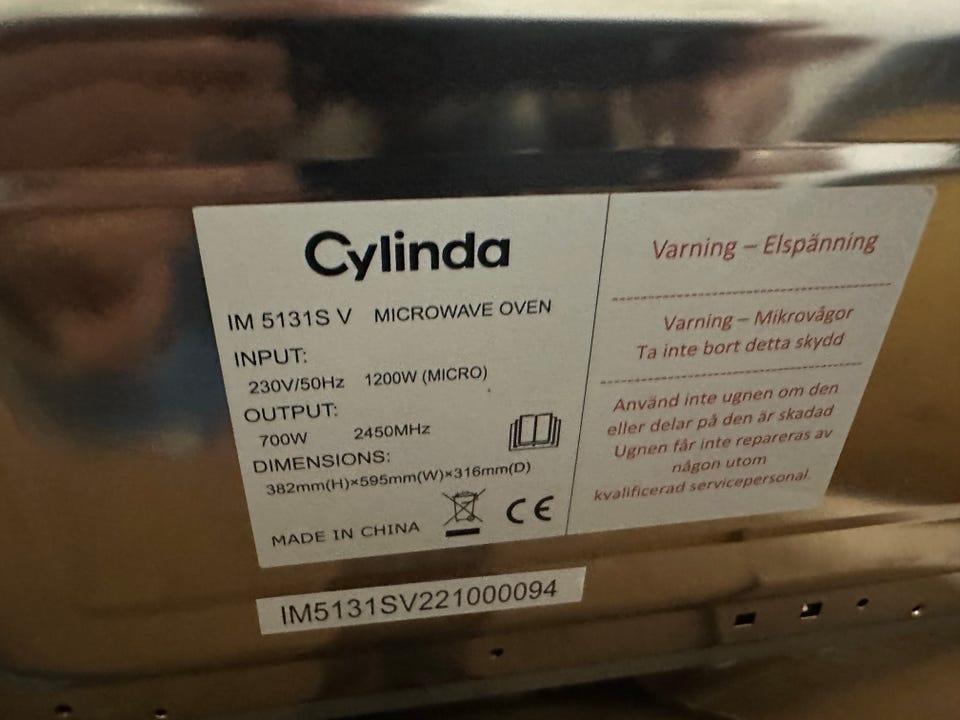 Cylinda
IM 5131S V MICROWAVE OVEN
INPUT:
230V/50Hz 1200W (MICRO)
OUTPUT:
700W 2450MHz
DIMENSIONS:
382mm(H)×595mm(W)×316mm(D)
MADE IN CHINA CE
Varning – Elspänning
Varning – Mikrovågor
Ta inte bort detta skydd
Använd inte ugnen om den
eller delar på den är skadad
Ugnen får inte repareras av
någon utom
kvalificerad servicepersonal.
IM5131SV221000094